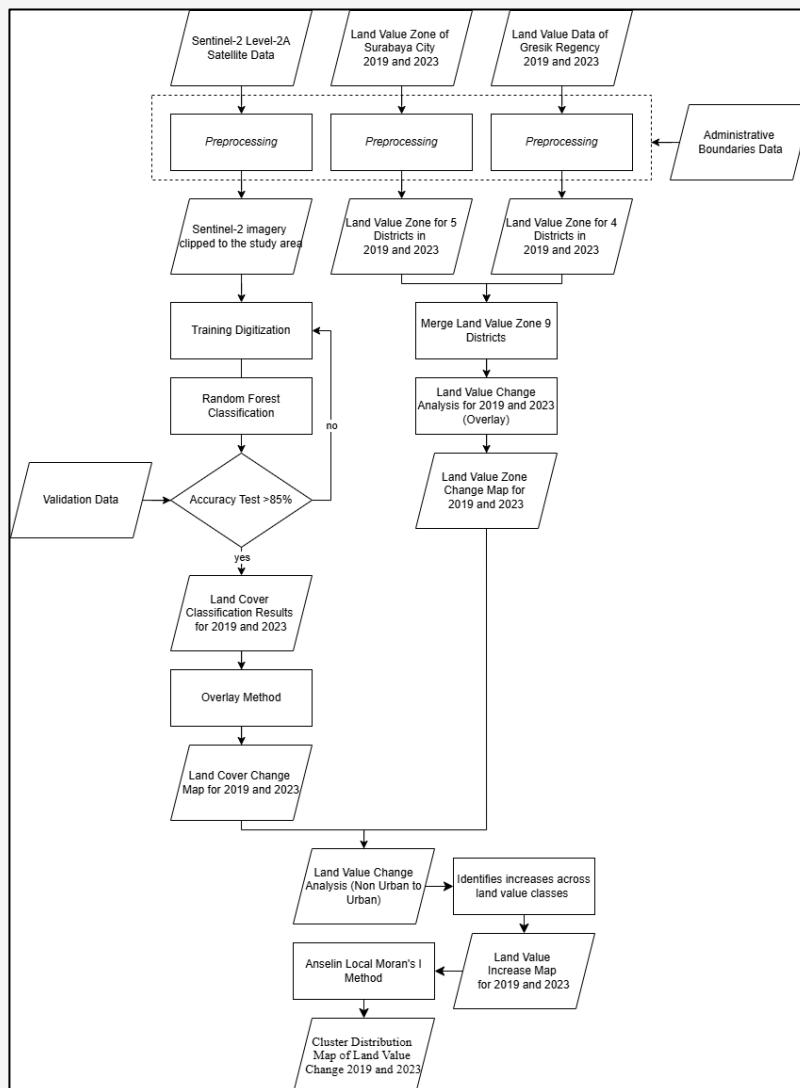 Sentinel-2 Level-2A
Satellite Data
Land Value Zone of
Surabaya City
2019 and 2023
Land Value Data of
Gresik Regency
2019 and 2023
Preprocessing
Preprocessing
Preprocessing
Administrative
Boundaries Data
Sentinel-2 imagery
clipped to the study area
Land Value Zone for 5
Districts in
2019 and 2023
Land Value Zone for 4
Districts in
2019 and 2023
Training Digitization
Merge Land Value Zone 9
Districts
Random Forest
Classification
no
Land Value Change
Analysis for 2019 and 2023
(Overlay)
Validation Data
Accuracy Test >85%
Land Value Zone
Change Map for
2019 and 2023
yes
Land Cover
Classification Results
for 2019 and 2023
Overlay Method
Land Cover Change
Map for 2019 and 2023
Land Value Change
Analysis (Non Urban to
Urban)
Identifies increases across
land value classes
Anselin Local Moran's I
Method
Land Value
Increase Map
for 2019 and 2023
Cluster Distribution
Map of Land Value
Change 2019 and 2023